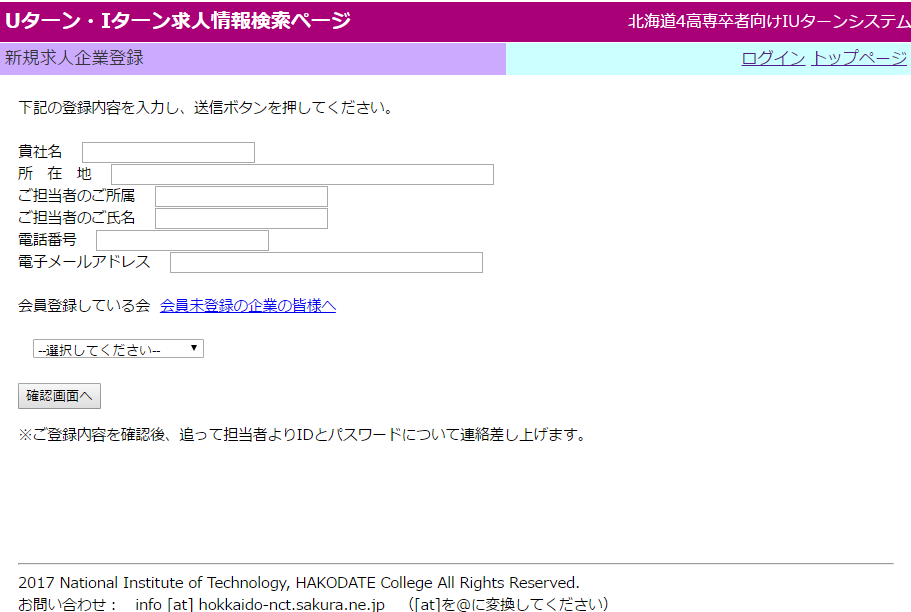 Uターン・Iターン求人情報検索ページ 北海道4高専卒者向けIUターンシステム
新規求人企業登録 ログイン トップページ
下記の登録内容を入力し、送信ボタンを押してください。
貴社名
所　在　地
ご担当者のご所属
ご担当者のご氏名
電話番号
電子メールアドレス
会員登録している会 会員未登録の企業の皆様へ
--選択してください--
確認画面へ
※ご登録内容を確認後、追って担当者よりIDとパスワードについて連絡差し上げます。
2017 National Institute of Technology, HAKODATE College All Rights Reserved.
お問い合わせ：　info [at] hokkaido-nct.sakura.ne.jp　（[at]を@に変換してください）